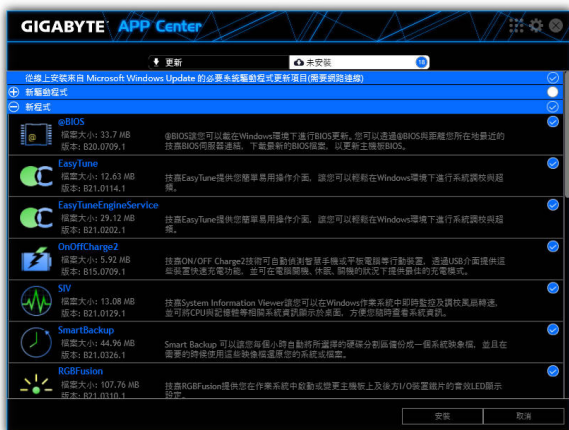 GIGABYTE APP Center
更新
未安裝
18
從線上安裝來自 Microsoft Windows Update 的必要系統驅動程式更新項目(需要網路連線)
新驅動程式
新程式
@BIOS
檔案大小: 33.7 MB
版本: B20.0709.1
@BIOS讓您可以載在Windows環境下進行BIOS更新。您可以透過@BIOS與距離您所在地最近的
技嘉BIOS伺服器連結，下載最新的BIOS檔案，以更新主機板BIOS。
EasyTune
檔案大小: 12.63 MB
版本: B21.0114.1
技嘉EasyTune提供您簡單易用操作介面，讓您可以輕鬆在Windows環境下進行系統調校與超
頻。
EasyTuneEngineService
檔案大小: 29.12 MB
版本: B21.0202.1
技嘉EasyTune提供您簡單易用操作介面，讓您可以輕鬆在Windows環境下進行系統調校與超
頻。
OnOffCharge2
檔案大小: 5.92 MB
版本: B15.0709.1
技嘉ON/OFF Charge2技術可自動偵測智慧手機或平板電腦等行動裝置，透過USB介面提供這
些裝置快速充電功能，並可在電腦開機、休眠、關機的狀況下提供最佳的充電模式。
SIV
檔案大小: 13.08 MB
版本: B21.0129.1
技嘉System Information Viewer讓您可以在Windows作業系統中即時監控及調校風扇轉速，
並可將CPU與記憶體等相關系統資訊顯示於桌面，方便您隨時查看系統資訊。
SmartBackup
檔案大小: 44.96 MB
版本: B21.0326.1
Smart Backup 可以讓您每個小時自動將所選擇的硬碟分割區備份成一個系統映像檔，並且在
需要的時候使用這些映像檔還原您的系統或檔案。
RGBFusion
檔案大小: 107.76 MB
版本: B21.0310.1
技嘉RGBFusion提供您在作業系統中啟動或變更主機板上及後方I/O裝置鐵片的音效LED顯示
設定。
安裝
取消